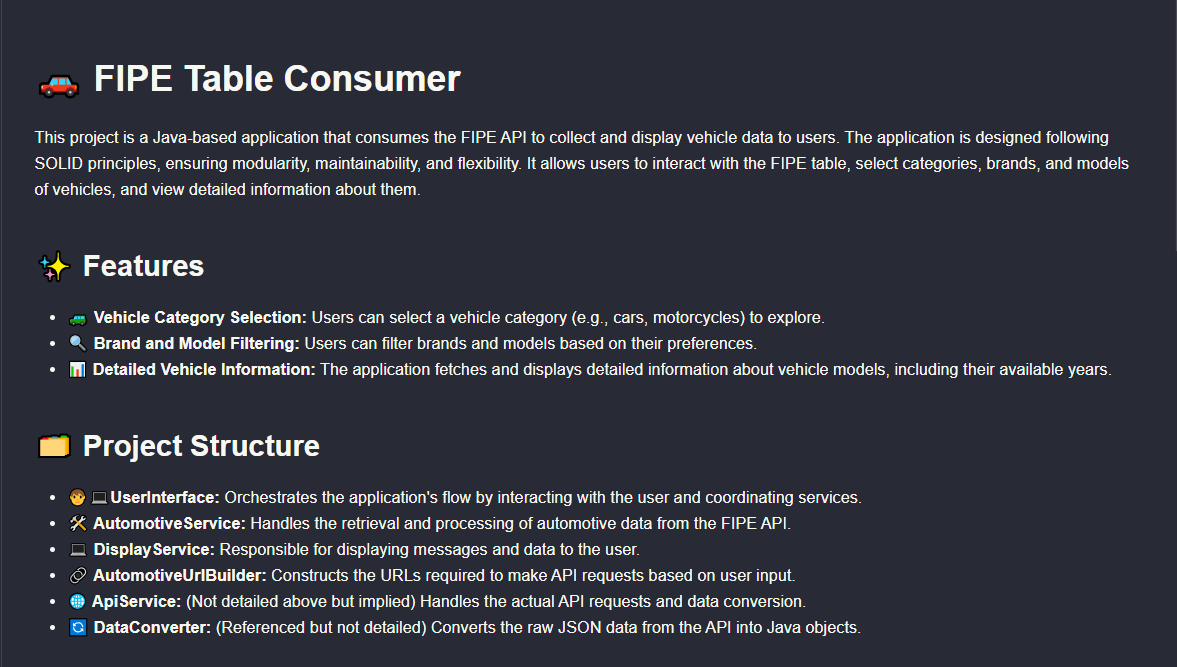 🚗 FIPE Table Consumer
This project is a Java-based application that consumes the FIPE API to collect and display vehicle data to users. The application is designed following
SOLID principles, ensuring modularity, maintainability, and flexibility. It allows users to interact with the FIPE table, select categories, brands, and models
of vehicles, and view detailed information about them.
✨ Features
• 🚙 Vehicle Category Selection: Users can select a vehicle category (e.g., cars, motorcycles) to explore.
• 🔍 Brand and Model Filtering: Users can filter brands and models based on their preferences.
• 📊 Detailed Vehicle Information: The application fetches and displays detailed information about vehicle models, including their available years.
🗂️ Project Structure
• 🧑‍💻 UserInterface: Orchestrates the application's flow by interacting with the user and coordinating services.
• 🛠️ AutomotiveService: Handles the retrieval and processing of automotive data from the FIPE API.
• 💻 DisplayService: Responsible for displaying messages and data to the user.
• 🔗 AutomotiveUrlBuilder: Constructs the URLs required to make API requests based on user input.
• 🌐 ApiService: (Not detailed above but implied) Handles the actual API requests and data conversion.
• 🔄 DataConverter: (Referenced but not detailed) Converts the raw JSON data from the API into Java objects.